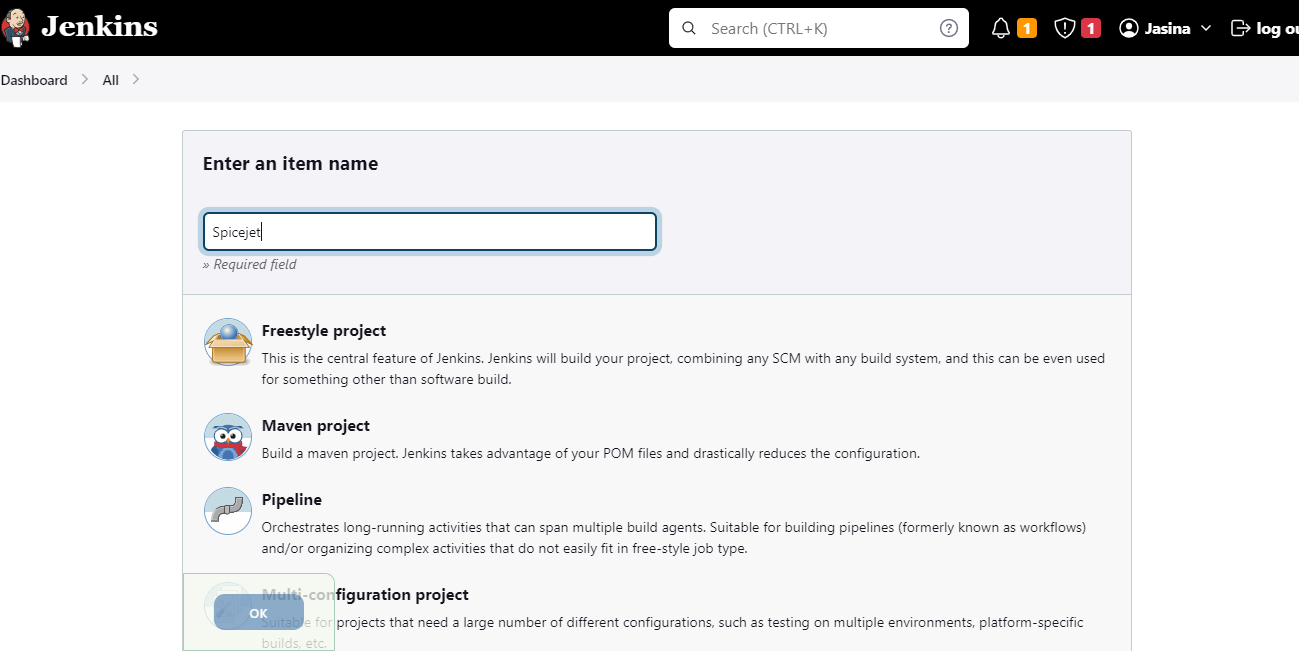 Jenkins
Search (CTRL+K)
1
1
Jasina
log ou
Dashboard
All
Enter an item name
Spicejet
» Required field
Freestyle project
This is the central feature of Jenkins. Jenkins will build your project, combining any SCM with any build system, and this can be even used
for something other than software build.
Maven project
Build a maven project. Jenkins takes advantage of your POM files and drastically reduces the configuration.
Pipeline
Orchestrates long-running activities that can span multiple build agents. Suitable for building pipelines (formerly known as workflows)
and/or organizing complex activities that do not easily fit in free-style job type.
Multi-configuration project
OK
Suitable for projects that need a large number of different configurations, such as testing on multiple environments, platform-specific
builds, etc.